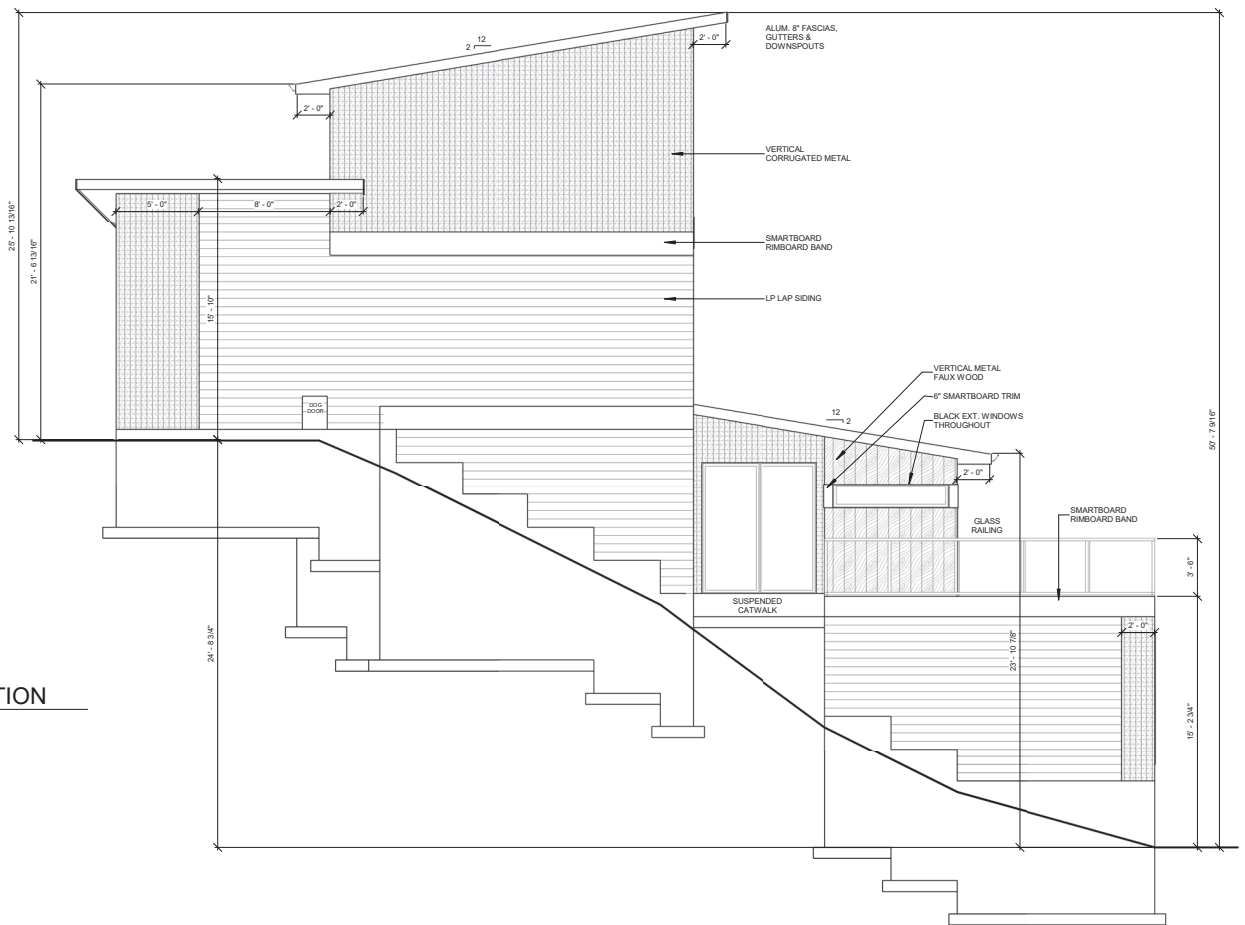 12
2
2' - 0"
ALUM. 8" FASCIAS,
GUTTERS &
DOWNSPOUTS
2' - 0"
VERTICAL
CORRUGATED METAL
5' - 0"
8' - 0"
2' - 0"
25' - 10 13/16"
21' - 6 13/16"
SMARTBOARD
RIMBOARD BAND
15' - 10"
LP LAP SIDING
VERTICAL METAL
FAUX WOOD
6" SMARTBOARD TRIM
BLACK EXT. WINDOWS
THROUGHOUT
DOG
DOOR
12
2
50' - 7 9/16"
2' - 0"
GLASS
RAILING
SMARTBOARD
RIMBOARD BAND
3' - 6"
SUSPENDED
CATWALK
2' - 0"
24' - 8 3/4"
23' - 10 7/8"
15' - 2 3/4"
TION